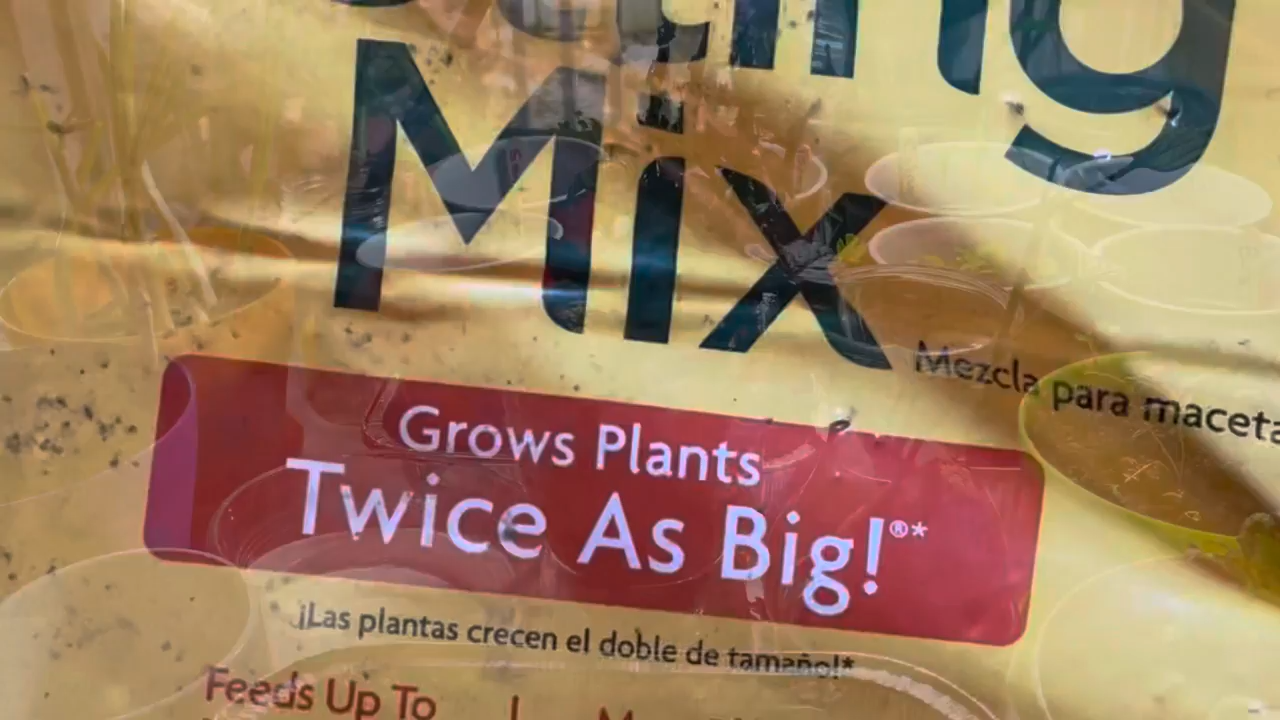 Mix
Mezcla para maceta
Grows Plants
Twice As Big!®*
¡Las plantas crecen el doble de tamaño!*
Feeds Up To